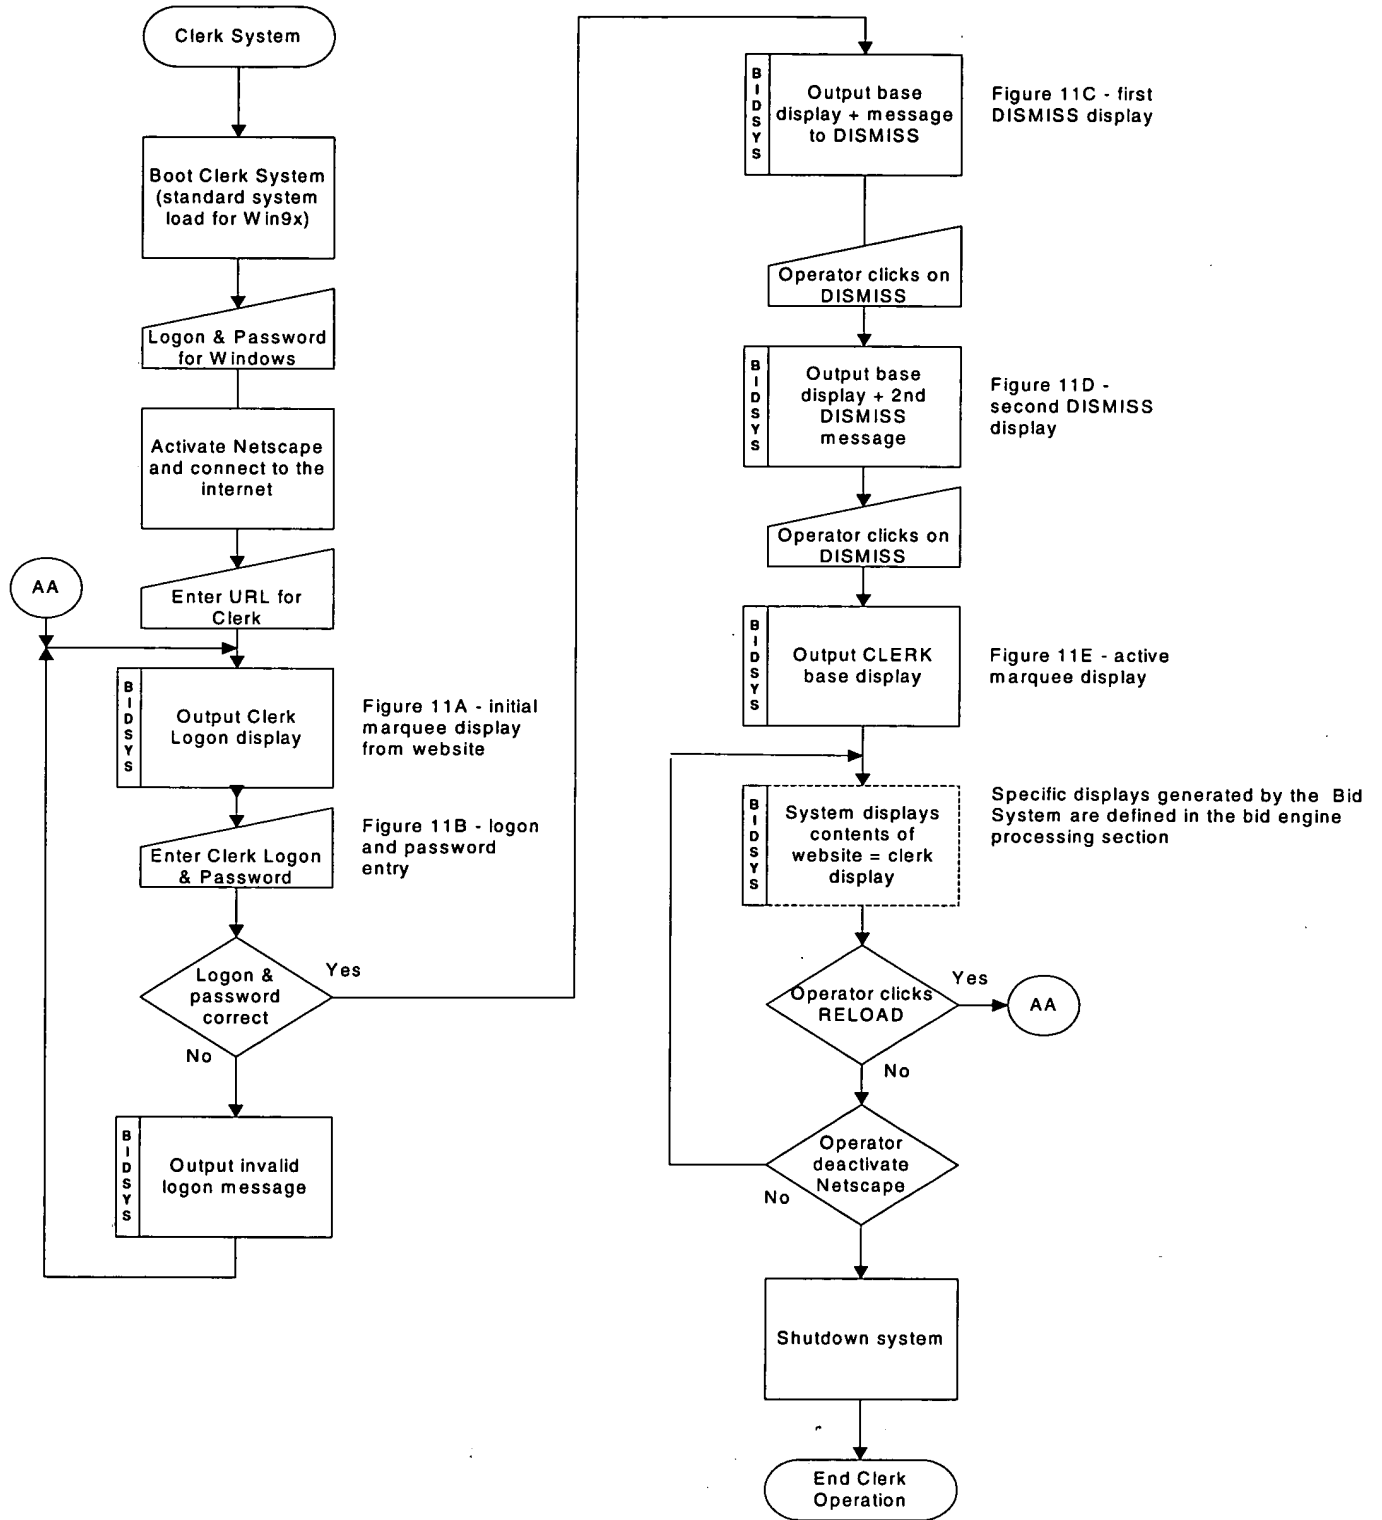 Clerk System
Boot Clerk System
(standard system
load for Win9x)
Logon & Password
for Windows
Activate Netscape
and connect to the
internet
AA
Enter URL for
Clerk
BIDSYS
Output Clerk
Logon display
Figure 11A - initial
marquee display
from website
Enter Clerk Logon
& Password
Figure 11B - logon
and password
entry
Logon &
password
correct
Yes
No
BIDSYS
Output invalid
logon message
BIDSYS
Output base
display + message
to DISMISS
Figure 11C - first
DISMISS display
Operator clicks on
DISMISS
BIDSYS
Output base
display + 2nd
DISMISS
message
Figure 11D -
second DISMISS
display
Operator clicks on
DISMISS
BIDSYS
Output CLERK
base display
Figure 11E - active
marquee display
BIDSYS
System displays
contents of
website = clerk
display
Specific displays generated by the Bid
System are defined in the bid engine
processing section
Operator clicks
RELOAD
Yes
AA
No
Operator
deactivate
Netscape
No
Shutdown system
End Clerk
Operation